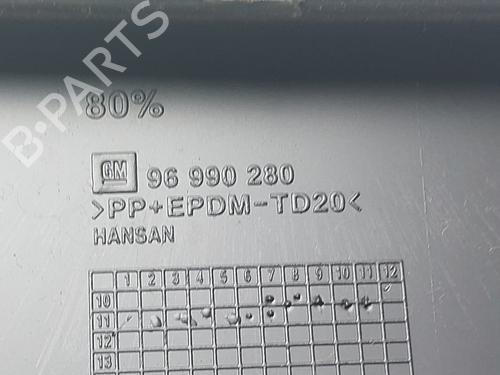 80%
GM 96 990 280
>PP+EPDM-TD20<
HANSAN
1 2 3 4 5 6 7 8 9 10 11 12
10
11
12
13
B-PARTS